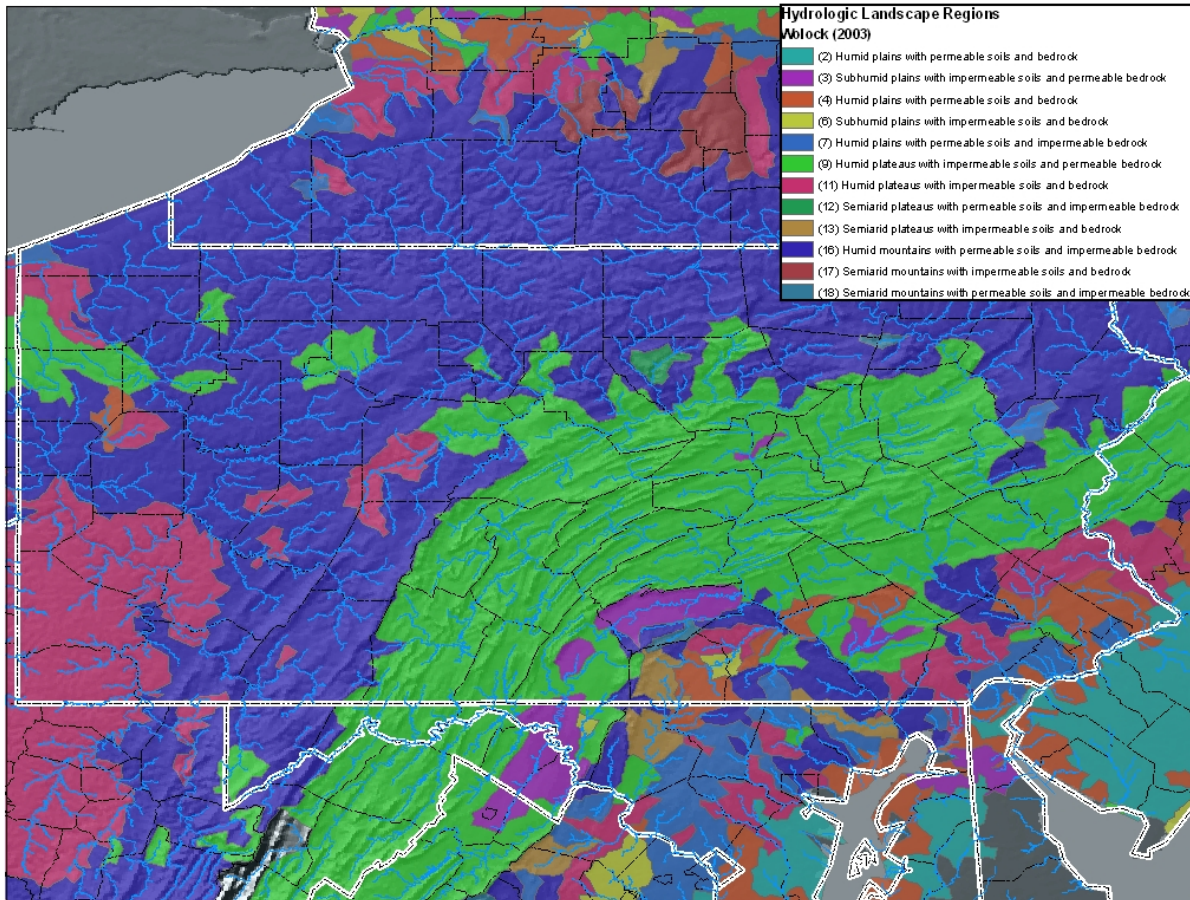 Hydrologic Landscape Regions
Wolock (2003)
(2) Humid plains with permeable soils and bedrock
(3) Subhumid plains with impermeable soils and permeable bedrock
(4) Humid plains with permeable soils and bedrock
(6) Subhumid plains with impermeable soils and bedrock
(7) Humid plains with permeable soils and impermeable bedrock
(9) Humid plateaus with impermeable soils and permeable bedrock
(11) Humid plateaus with impermeable soils and bedrock
(12) Semiarid plateaus with permeable soils and impermeable bedrock
(13) Semiarid plateaus with impermeable soils and bedrock
(16) Humid mountains with permeable soils and impermeable bedrock
(17) Semiarid mountains with impermeable soils and bedrock
(18) Semiarid mountains with permeable soils and impermeable bedrock